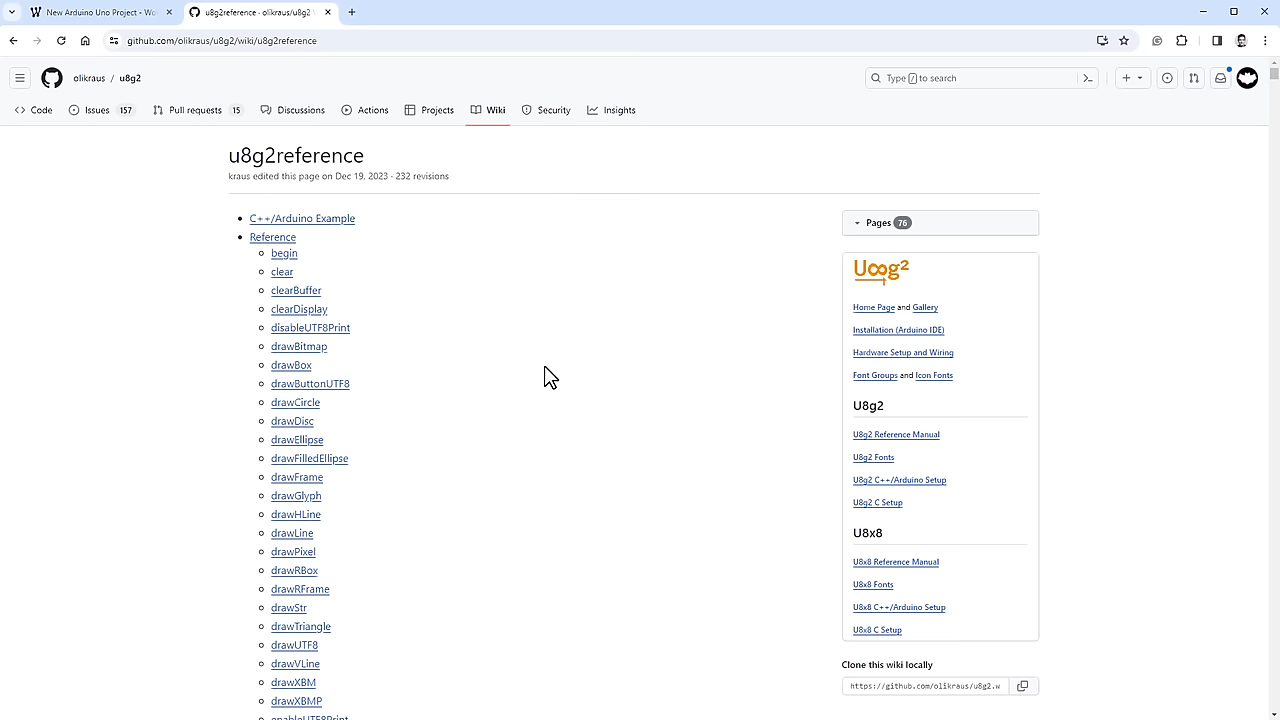 New Arduino Uno Project - Wo
u8g2reference - olikraus/u8g2
github.com/olikraus/u8g2/wiki/u8g2reference
olikraus / u8g2
Type / to search
Code
Issues 157
Pull requests 15
Discussions
Actions
Projects
Wiki
Security
Insights
u8g2reference
kraus edited this page on Dec 19, 2023 · 232 revisions
C++/Arduino Example
Reference
begin
clear
clearBuffer
clearDisplay
disableUTF8Print
drawBitmap
drawBox
drawButtonUTF8
drawCircle
drawDisc
drawEllipse
drawFilledEllipse
drawFrame
drawGlyph
drawHLine
drawLine
drawPixel
drawRBox
drawRFrame
drawStr
drawTriangle
drawUTF8
drawVLine
drawXBM
drawXBMP
enableUTF8Print
Pages 76
U8g2
Home Page and Gallery
Installation (Arduino IDE)
Hardware Setup and Wiring
Font Groups and Icon Fonts
U8g2
U8g2 Reference Manual
U8g2 Fonts
U8g2 C++/Arduino Setup
U8g2 C Setup
U8x8
U8x8 Reference Manual
U8x8 Fonts
U8x8 C++/Arduino Setup
U8x8 C Setup
Clone this wiki locally
https://github.com/olikraus/u8g2.w